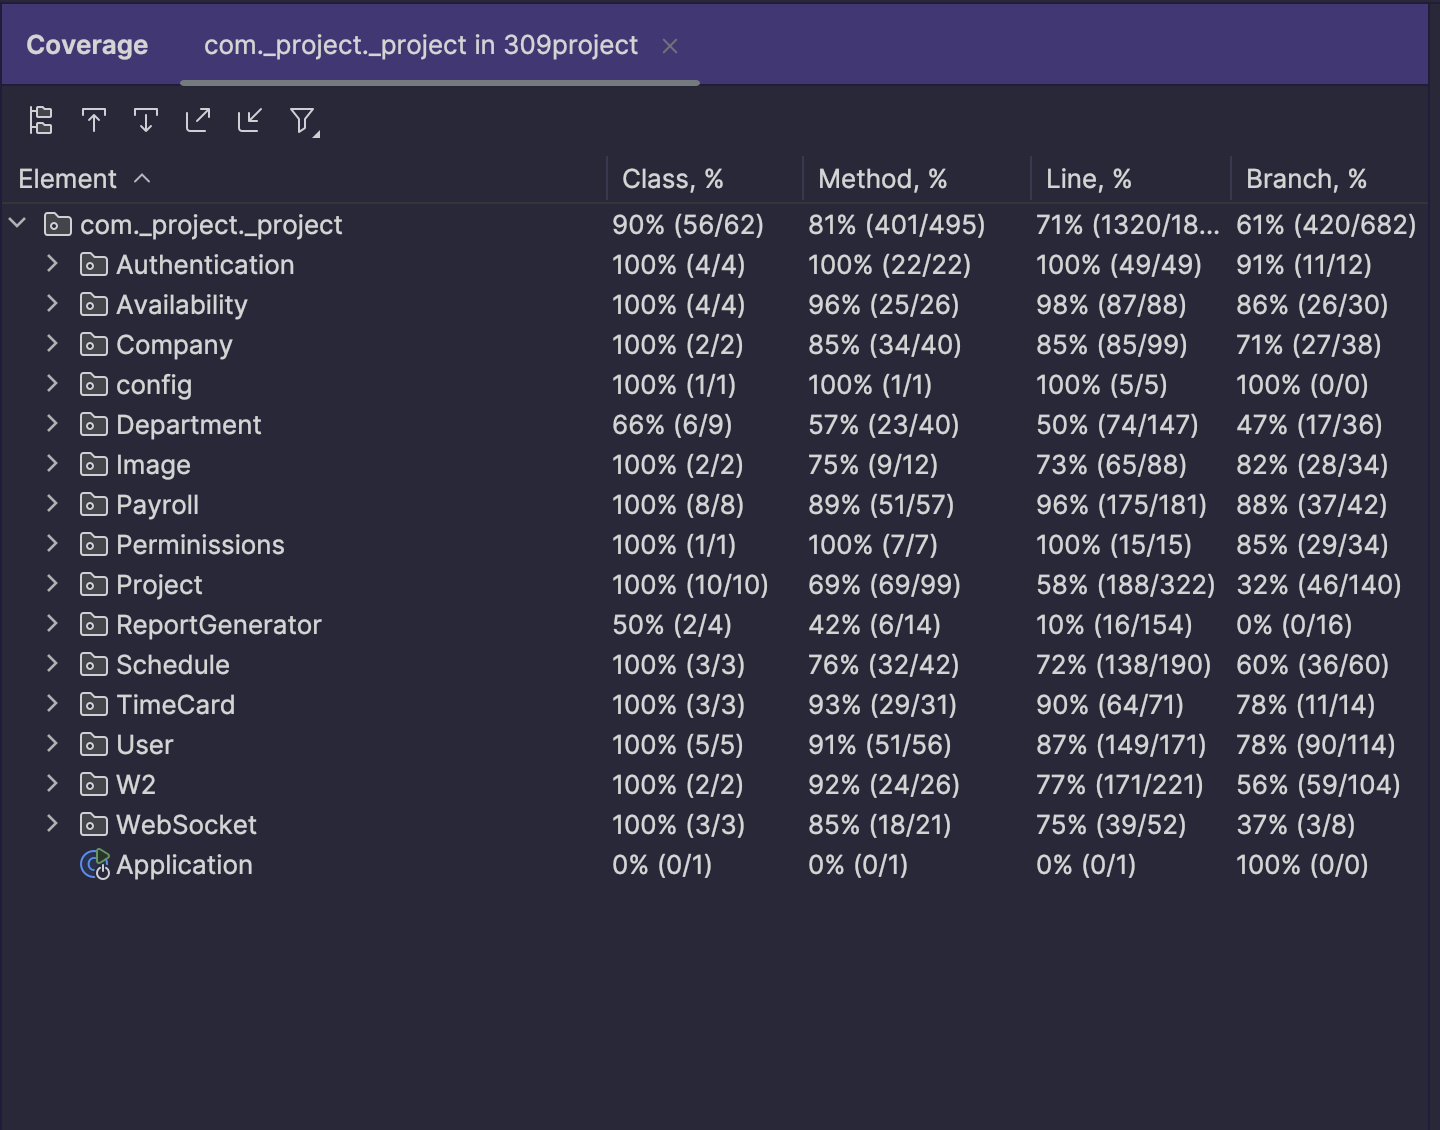 Coverage com._project._project in 309project
Element Class, % Method, % Line, % Branch, %
com._project._project 90% (56/62) 81% (401/495) 71% (1320/18... 61% (420/682)
Authentication 100% (4/4) 100% (22/22) 100% (49/49) 91% (11/12)
Availability 100% (4/4) 96% (25/26) 98% (87/88) 86% (26/30)
Company 100% (2/2) 85% (34/40) 85% (85/99) 71% (27/38)
config 100% (1/1) 100% (1/1) 100% (5/5) 100% (0/0)
Department 66% (6/9) 57% (23/40) 50% (74/147) 47% (17/36)
Image 100% (2/2) 75% (9/12) 73% (65/88) 82% (28/34)
Payroll 100% (8/8) 89% (51/57) 96% (175/181) 88% (37/42)
Perminissions 100% (1/1) 100% (7/7) 100% (15/15) 85% (29/34)
Project 100% (10/10) 69% (69/99) 58% (188/322) 32% (46/140)
ReportGenerator 50% (2/4) 42% (6/14) 10% (16/154) 0% (0/16)
Schedule 100% (3/3) 76% (32/42) 72% (138/190) 60% (36/60)
TimeCard 100% (3/3) 93% (29/31) 90% (64/71) 78% (11/14)
User 100% (5/5) 91% (51/56) 87% (149/171) 78% (90/114)
W2 100% (2/2) 92% (24/26) 77% (171/221) 56% (59/104)
WebSocket 100% (3/3) 85% (18/21) 75% (39/52) 37% (3/8)
Application 0% (0/1) 0% (0/1) 0% (0/1) 100% (0/0)